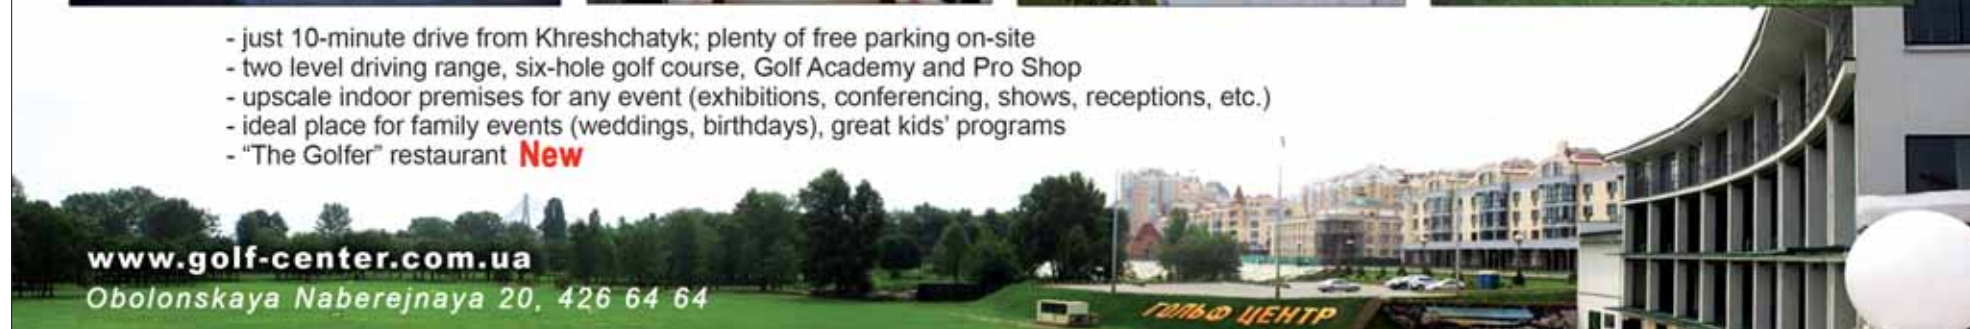 - just 10-minute drive from Khreshchatyk; plenty of free parking on-site
- two level driving range, six-hole golf course, Golf Academy and Pro Shop
- upscale indoor premises for any event (exhibitions, conferencing, shows, receptions, etc.)
- ideal place for family events (weddings, birthdays), great kids' programs
- “The Golfer” restaurant New
www.golf-center.com.ua
Obolonskaya Naberejnaya 20, 426 64 64
ГОЛЬФ ЦЕНТР